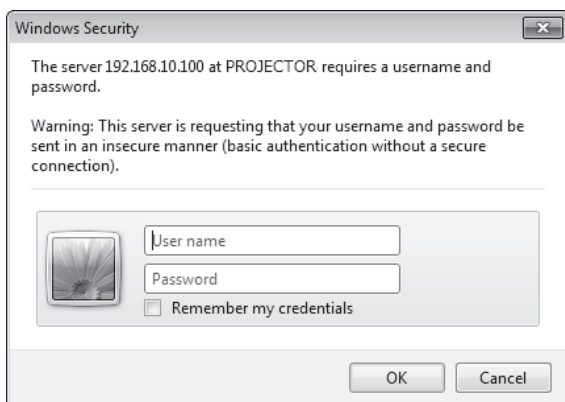 Windows Security
The server 192.168.10.100 at PROJECTOR requires a username and
password.
Warning: This server is requesting that your username and password be
sent in an insecure manner (basic authentication without a secure
connection).
User name
Password
Remember my credentials
OK Cancel